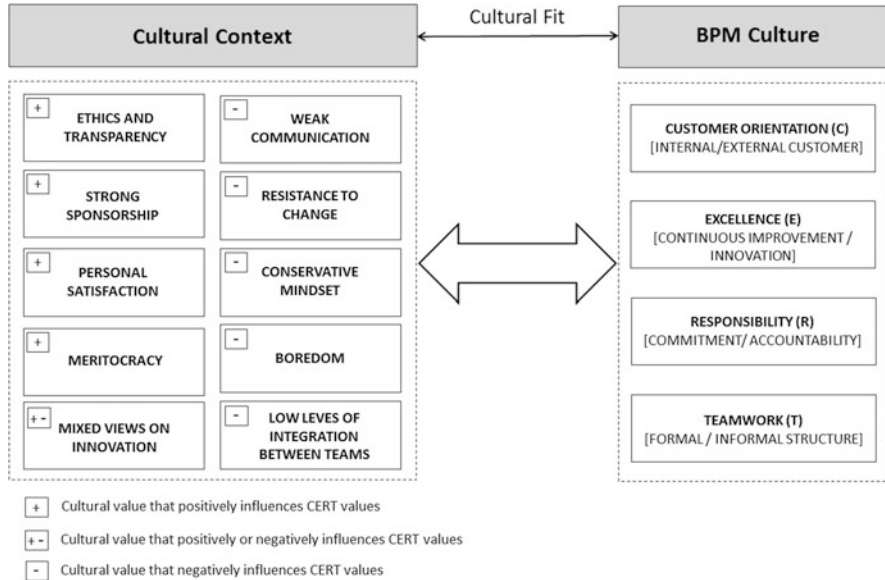 Cultural Context
Cultural Fit
BPM Culture
+
ETHICS AND
TRANSPARENCY
-
WEAK
COMMUNICATION
+
STRONG
SPONSORSHIP
-
RESISTANCE TO
CHANGE
+
PERSONAL
SATISFACTION
-
CONSERVATIVE
MINDSET
+
MERITOCRACY
-
BOREDOM
+-
MIXED VIEWS ON
INNOVATION
-
LOW LEVES OF
INTEGRATION
BETWEEN TEAMS
CUSTOMER ORIENTATION (C)
[INTERNAL/EXTERNAL CUSTOMER]
EXCELLENCE (E)
[CONTINUOUS IMPROVEMENT /
INNOVATION]
RESPONSIBILITY (R)
[COMMITMENT/ ACCOUNTABILITY]
TEAMWORK (T)
[FORMAL / INFORMAL STRUCTURE]
+ Cultural value that positively influences CERT values
+- Cultural value that positively or negatively influences CERT values
- Cultural value that negatively influences CERT values